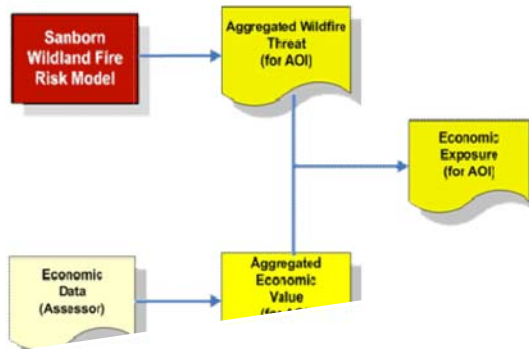 Sanborn
Wildland Fire
Risk Model
Aggregated Wildfire
Threat
(for AOI)
Economic
Exposure
(for AOI)
Economic
Data
(Assessor)
Aggregated
Economic
Value